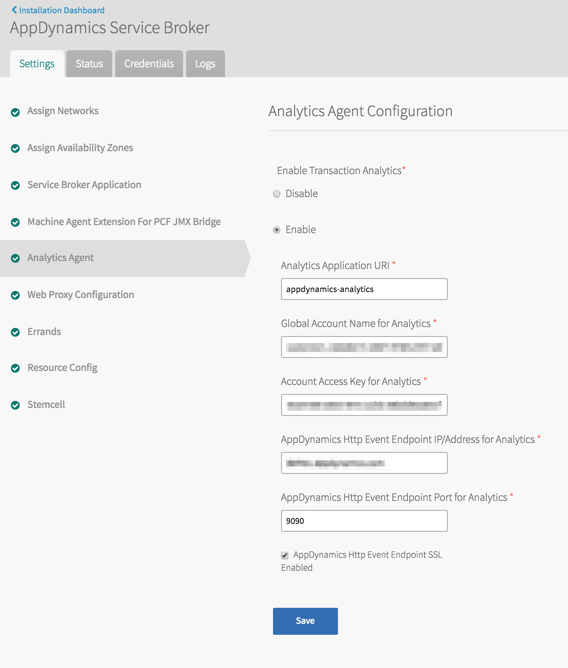 Installation Dashboard
AppDynamics Service Broker
Settings
Status
Credentials
Logs
Assign Networks
Assign Availability Zones
Service Broker Application
Machine Agent Extension For PCF JMX Bridge
Analytics Agent
Web Proxy Configuration
Errands
Resource Config
Stemcell
Analytics Agent Configuration
Enable Transaction Analytics*
Disable
Enable
Analytics Application URI *
appdynamics-analytics
Global Account Name for Analytics *
Account Access Key for Analytics *
AppDynamics Http Event Endpoint IP/Address for Analytics *
AppDynamics Http Event Endpoint Port for Analytics *
9090
AppDynamics Http Event Endpoint SSL
Enabled
Save